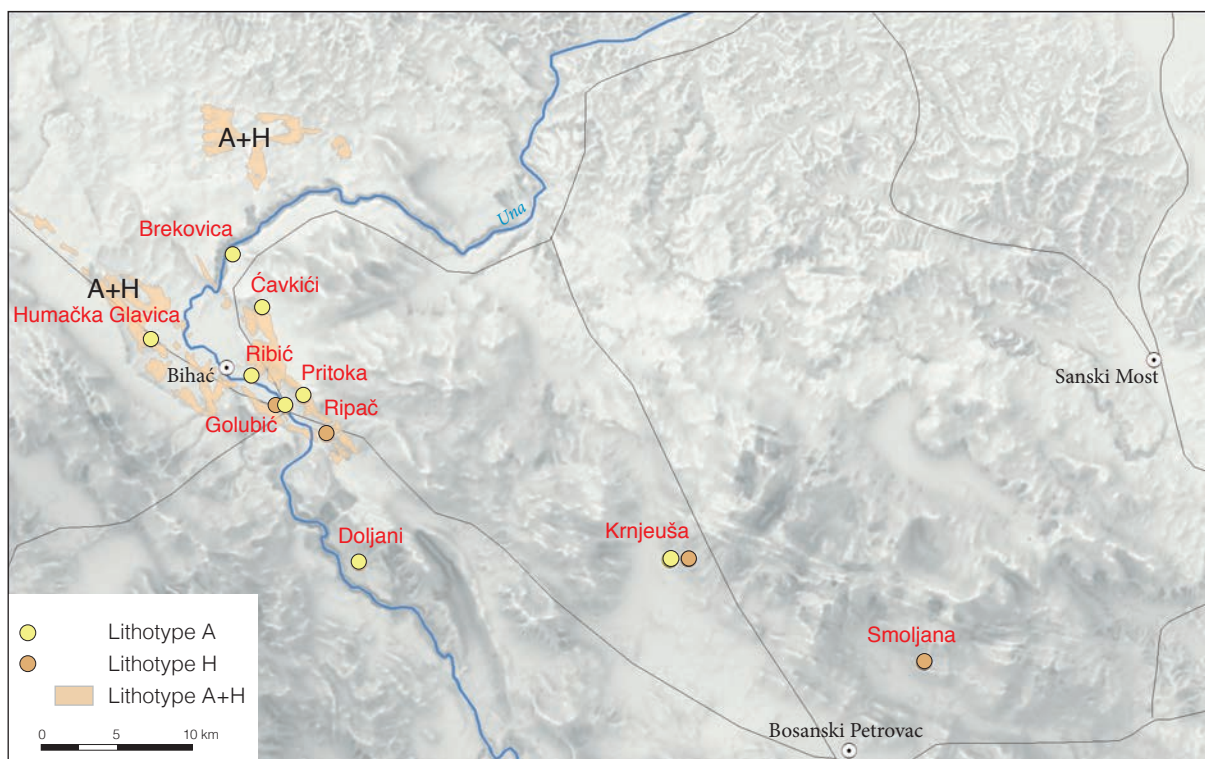 A+H
Una
Brekovica
A+H
Ćavkići
Humačka Glavica
Ribić
Bihać
Pritoka
Sanski Most
Ripač
Golubić
Krnjeuša
Doljani
Smoljana
Bosanski Petrovac
Lithotype A
Lithotype H
Lithotype A+H
0 5 10 km